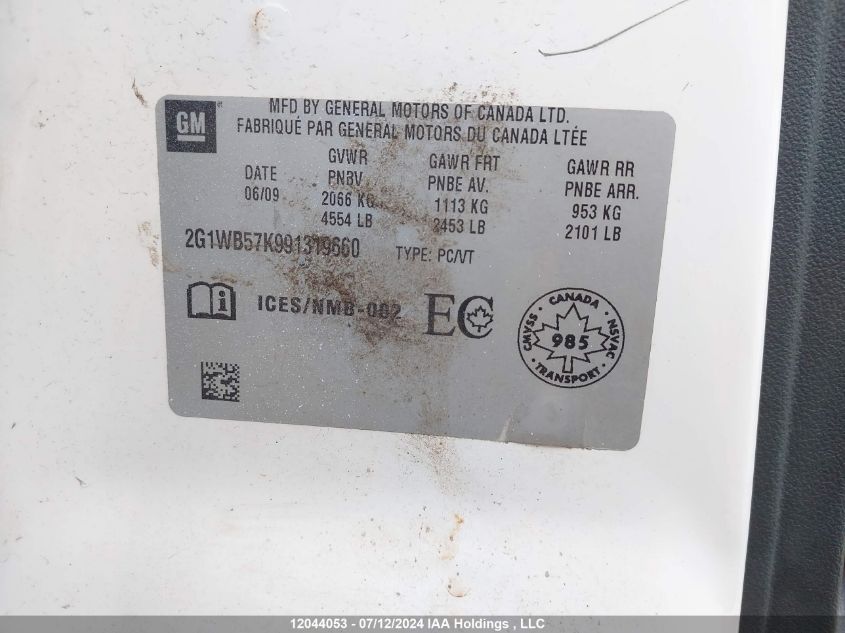 GM
MFD BY GENERAL MOTORS OF CANADA LTD.
FABRIQUÉ PAR GENERAL MOTORS DU CANADA LTÉE
DATE
06/09
GVWR
PNBV
2066 KG
4554 LB
GAWR FRT
PNBE AV.
1113 KG
2453 LB
GAWR RR
PNBE ARR.
953 KG
2101 LB
2G1WB57K991319660
TYPE: PC/VT
i
ICES/NMB-002
EC
CANADA
CMVSS
NSVAC
985
TRANSPORT
12044053 - 07/12/2024 IAA Holdings , LLC